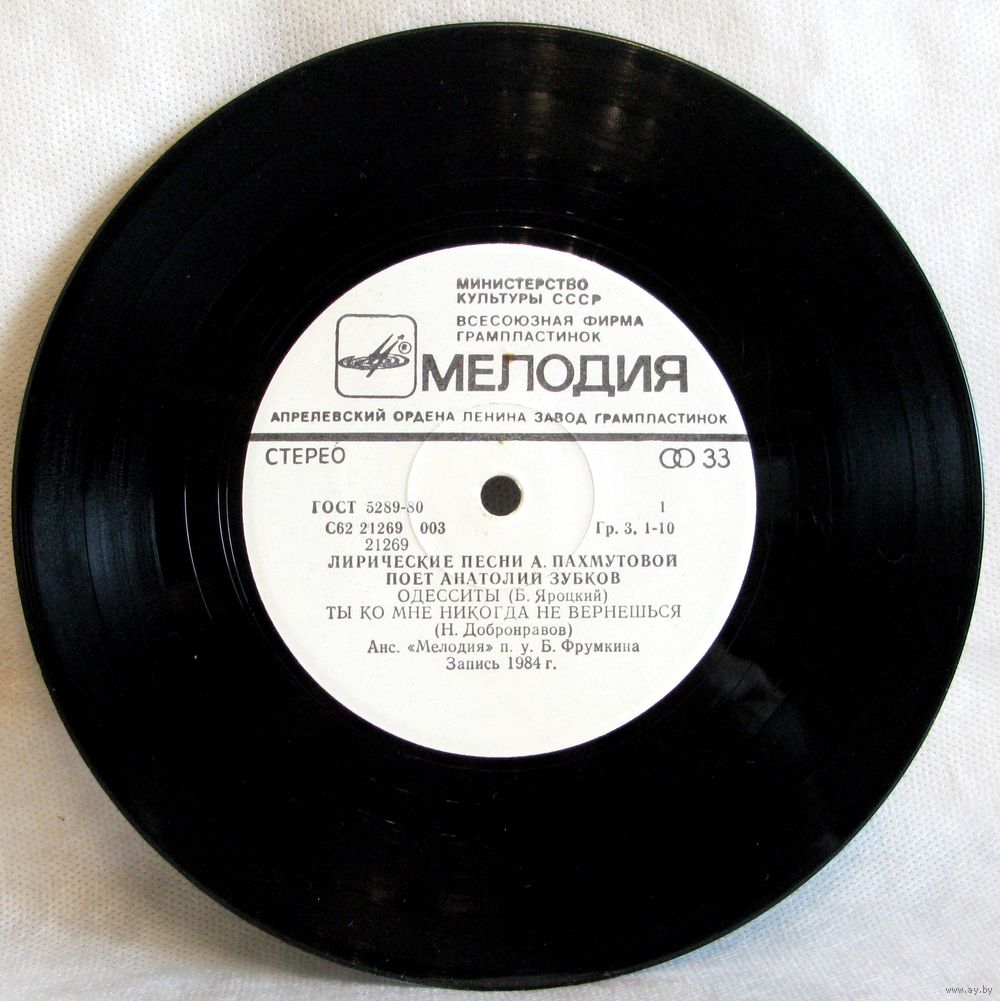 МИНИСТЕРСТВО
КУЛЬТУРЫ СССР
ВСЕСОЮЗНАЯ ФИРМА
ГРАМПЛАСТИНОК
МЕЛОДИЯ
АПРЕЛЕВСКИЙ ОРДЕНА ЛЕНИНА ЗАВОД ГРАМПЛАСТИНОК
СТЕРЕО 33
ГОСТ 5289-80 1
С62 21269 003 Гр. 3, 1-10
21269
ЛИРИЧЕСКИЕ ПЕСНИ А. ПАХМУТОВОЙ
ПОЕТ АНАТОЛИЙ ЗУБКОВ
ОДЕССИТЫ (Б. Яроцкий)
ТЫ КО МНЕ НИКОГДА НЕ ВЕРНЕШЬСЯ
(Н. Добронравов)
Анс. «Мелодия» п. у. Б. Фрумкина
Запись 1984 г.
www.ay.by